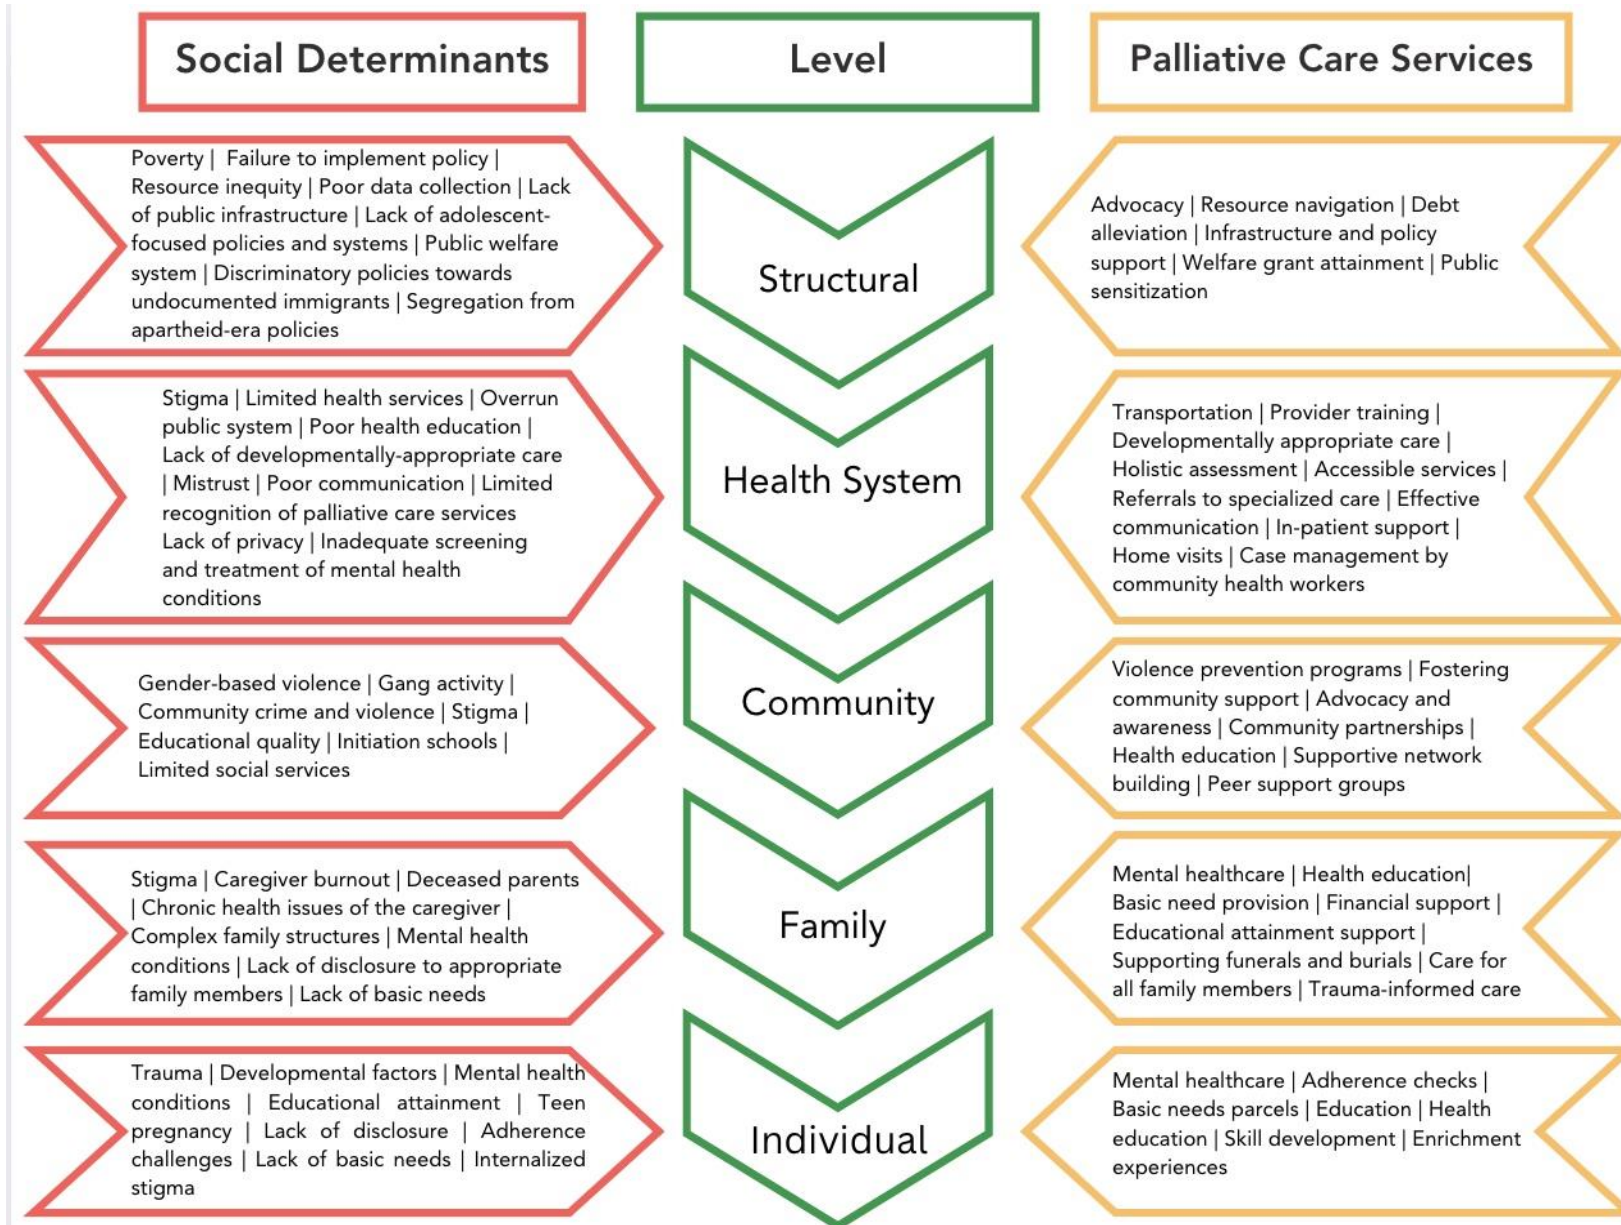 Social Determinants
Level
Palliative Care Services
Poverty | Failure to implement policy |
Resource inequity | Poor data collection | Lack
of public infrastructure | Lack of adolescent-
focused policies and systems | Public welfare
system | Discriminatory policies towards
undocumented immigrants | Segregation from
apartheid-era policies
Structural
Advocacy | Resource navigation | Debt
alleviation | Infrastructure and policy
support | Welfare grant attainment | Public
sensitization
Stigma | Limited health services | Overrun
public system | Poor health education |
Lack of developmentally-appropriate care
| Mistrust | Poor communication | Limited
recognition of palliative care services
Lack of privacy | Inadequate screening
and treatment of mental health
conditions
Health System
Transportation | Provider training |
Developmentally appropriate care |
Holistic assessment | Accessible services |
Referrals to specialized care | Effective
communication | In-patient support |
Home visits | Case management by
community health workers
Gender-based violence | Gang activity |
Community crime and violence | Stigma |
Educational quality | Initiation schools |
Limited social services
Community
Violence prevention programs | Fostering
community support | Advocacy and
awareness | Community partnerships |
Health education | Supportive network
building | Peer support groups
Stigma | Caregiver burnout | Deceased parents
| Chronic health issues of the caregiver |
Complex family structures | Mental health
conditions | Lack of disclosure to appropriate
family members | Lack of basic needs
Family
Mental healthcare | Health education|
Basic need provision | Financial support |
Educational attainment support |
Supporting funerals and burials | Care for
all family members | Trauma-informed care
Trauma | Developmental factors | Mental health
conditions | Educational attainment | Teen
pregnancy | Lack of disclosure | Adherence
challenges | Lack of basic needs | Internalized
stigma
Individual
Mental healthcare | Adherence checks |
Basic needs parcels | Education | Health
education | Skill development | Enrichment
experiences